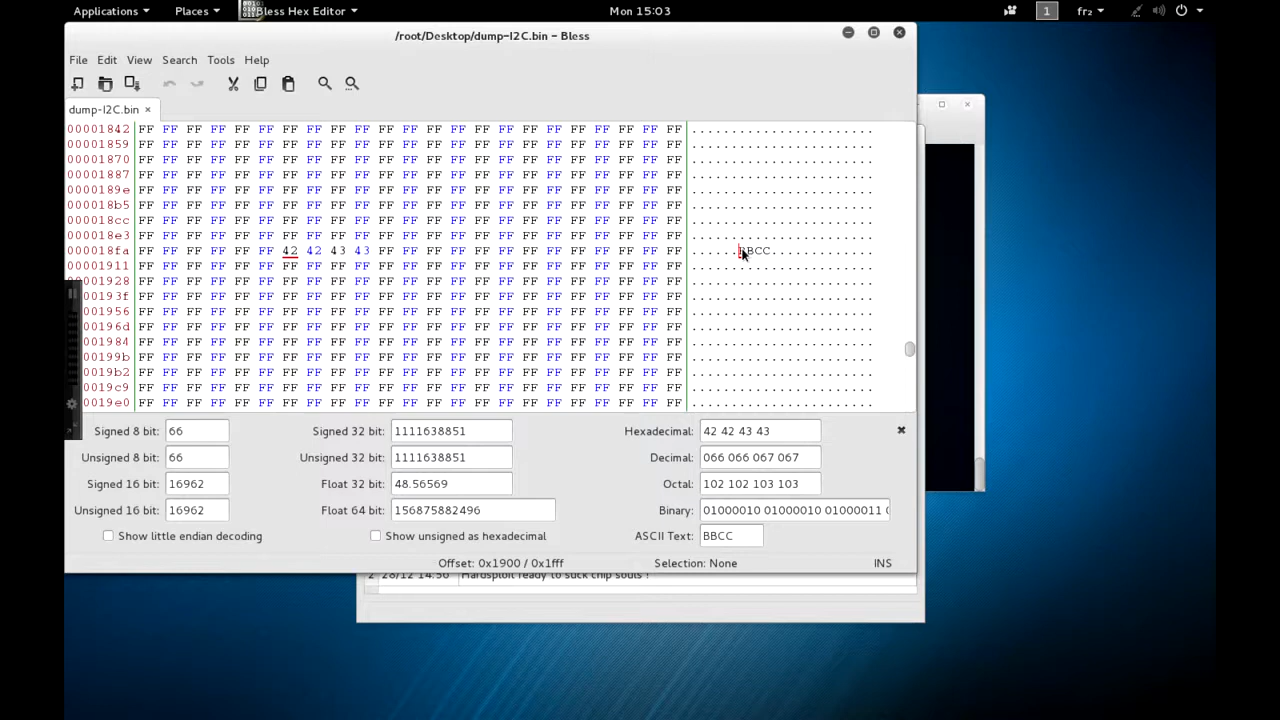 Applications Places Bless Hex Editor Mon 15:03 1 fr₂
/root/Desktop/dump-I2C.bin – Bless
File Edit View Search Tools Help
dump-I2C.bin ×
00001842 FF FF FF FF FF FF FF FF FF FF FF FF FF FF FF FF FF FF FF FF FF FF FF .......................
00001859 FF FF FF FF FF FF FF FF FF FF FF FF FF FF FF FF FF FF FF FF FF FF FF .......................
00001870 FF FF FF FF FF FF FF FF FF FF FF FF FF FF FF FF FF FF FF FF FF FF FF .......................
00001887 FF FF FF FF FF FF FF FF FF FF FF FF FF FF FF FF FF FF FF FF FF FF FF .......................
0000189e FF FF FF FF FF FF FF FF FF FF FF FF FF FF FF FF FF FF FF FF FF FF FF .......................
000018b5 FF FF FF FF FF FF FF FF FF FF FF FF FF FF FF FF FF FF FF FF FF FF FF .......................
000018cc FF FF FF FF FF FF FF FF FF FF FF FF FF FF FF FF FF FF FF FF FF FF FF .......................
000018e3 FF FF FF FF FF FF FF FF FF FF FF FF FF FF FF FF FF FF FF FF FF FF FF .......................
000018fa FF FF FF FF FF FF 42 42 43 43 FF FF FF FF FF FF FF FF FF FF FF FF FF ......BBCC.............
00001911 FF FF FF FF FF FF FF FF FF FF FF FF FF FF FF FF FF FF FF FF FF FF FF .......................
00001928 FF FF FF FF FF FF FF FF FF FF FF FF FF FF FF FF FF FF FF FF FF FF FF .......................
00193f FF FF FF FF FF FF FF FF FF FF FF FF FF FF FF FF FF FF FF FF FF FF FF .......................
001956 FF FF FF FF FF FF FF FF FF FF FF FF FF FF FF FF FF FF FF FF FF FF FF .......................
00196d FF FF FF FF FF FF FF FF FF FF FF FF FF FF FF FF FF FF FF FF FF FF FF .......................
001984 FF FF FF FF FF FF FF FF FF FF FF FF FF FF FF FF FF FF FF FF FF FF FF .......................
00199b FF FF FF FF FF FF FF FF FF FF FF FF FF FF FF FF FF FF FF FF FF FF FF .......................
0019b2 FF FF FF FF FF FF FF FF FF FF FF FF FF FF FF FF FF FF FF FF FF FF FF .......................
0019c9 FF FF FF FF FF FF FF FF FF FF FF FF FF FF FF FF FF FF FF FF FF FF FF .......................
0019e0 FF FF FF FF FF FF FF FF FF FF FF FF FF FF FF FF FF FF FF FF FF FF FF .......................
Signed 8 bit: 66 Signed 32 bit: 1111638851 Hexadecimal: 42 42 43 43
Unsigned 8 bit: 66 Unsigned 32 bit: 1111638851 Decimal: 066 066 067 067
Signed 16 bit: 16962 Float 32 bit: 48.56569 Octal: 102 102 103 103
Unsigned 16 bit: 16962 Float 64 bit: 156875882496 Binary: 01000010 01000010 01000011 0
Show little endian decoding Show unsigned as hexadecimal ASCII Text: BBCC
Offset: 0x1900 / 0x1fff Selection: None INS
2 28/12 14:56 Hardsploit ready to suck chip souls !